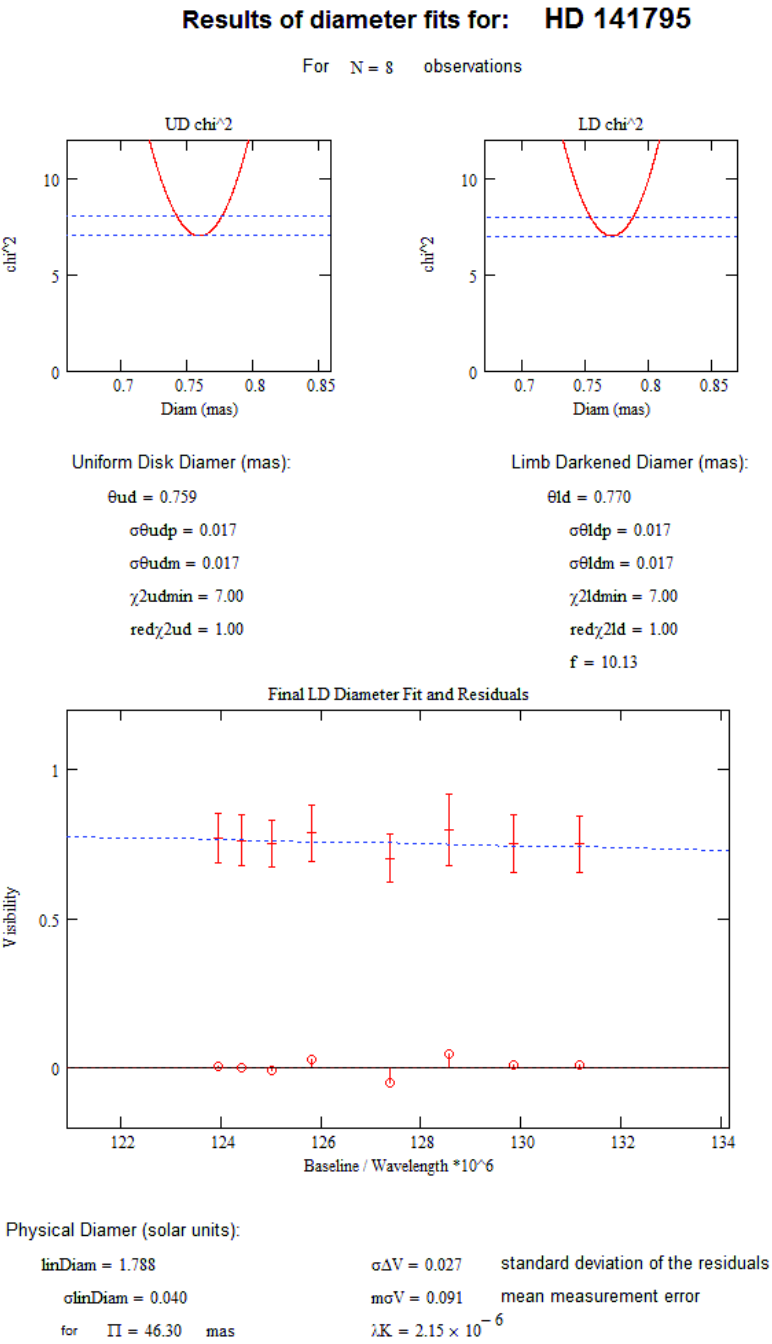 Results of diameter fits for: HD 141795
For N = 8 observations
UD chi^2
LD chi^2
chi^2
10
5
0
0.7 0.75 0.8 0.85
Diam (mas)
chi^2
10
5
0
0.7 0.75 0.8 0.85
Diam (mas)
Uniform Disk Diamer (mas):
θud = 0.759
σθudp = 0.017
σθudm = 0.017
χ2udmin = 7.00
redχ2ud = 1.00
Limb Darkened Diamer (mas):
θld = 0.770
σθldp = 0.017
σθldm = 0.017
χ2ldmin = 7.00
redχ2ld = 1.00
f = 10.13
Final LD Diameter Fit and Residuals
Visibility
1
0.5
0
122 124 126 128 130 132 134
Baseline / Wavelength *10^6
Physical Diamer (solar units):
linDiam = 1.788
σlinDiam = 0.040
for Π = 46.30 mas
σΔV = 0.027 standard deviation of the residuals
mσV = 0.091 mean measurement error
λK = 2.15 × 10⁻⁶